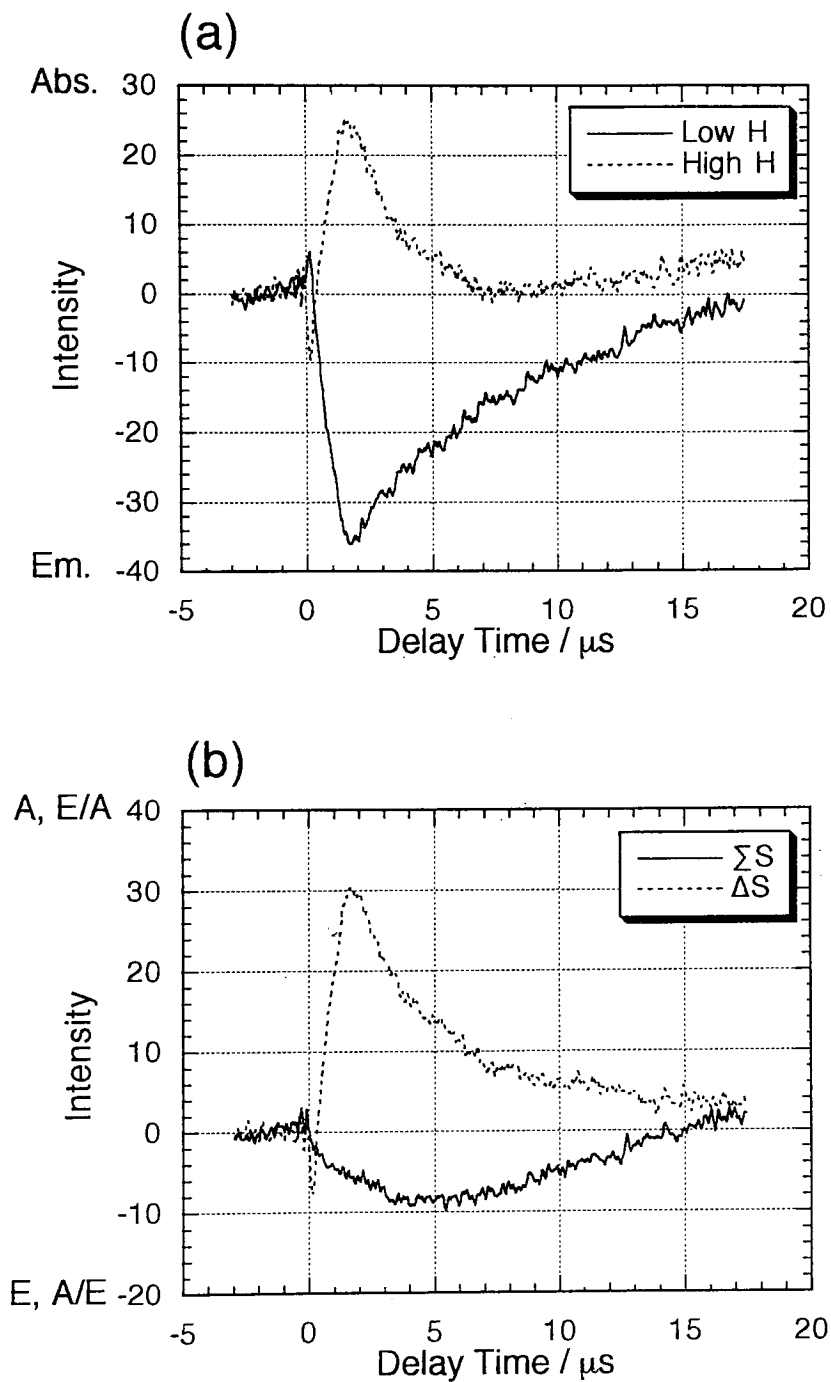 (a)
Abs.
30
20
10
0
-10
-20
-30
-40
Em.
Intensity
Low H
High H
-5 0 5 10 15 20
Delay Time / μs
(b)
A, E/A
40
30
20
10
0
-10
-20
E, A/E
Intensity
ΣS
ΔS
-5 0 5 10 15 20
Delay Time / μs